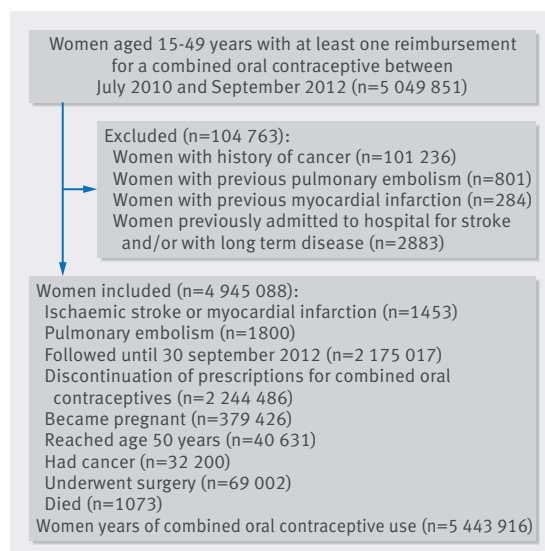 Women aged 15-49 years with at least one reimbursement
for a combined oral contraceptive between
July 2010 and September 2012 (n=5 049 851)
Excluded (n=104 763):
Women with history of cancer (n=101 236)
Women with previous pulmonary embolism (n=801)
Women with previous myocardial infarction (n=284)
Women previously admitted to hospital for stroke
and/or with long term disease (n=2883)
Women included (n=4 945 088):
Ischaemic stroke or myocardial infarction (n=1453)
Pulmonary embolism (n=1800)
Followed until 30 september 2012 (n=2 175 017)
Discontinuation of prescriptions for combined oral
contraceptives (n=2 244 486)
Became pregnant (n=379 426)
Reached age 50 years (n=40 631)
Had cancer (n=32 200)
Underwent surgery (n=69 002)
Died (n=1073)
Women years of combined oral contraceptive use (n=5 443 916)